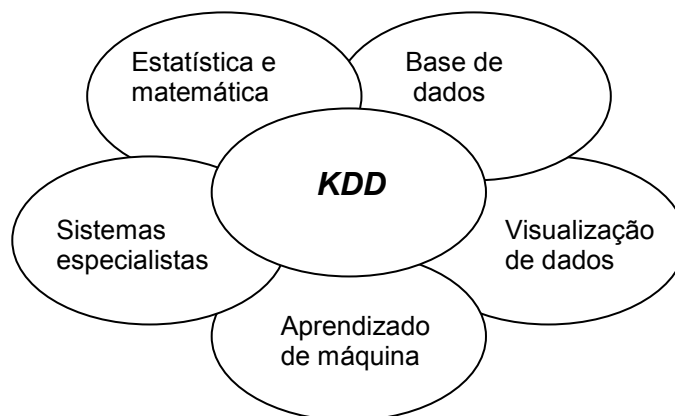 Estatística e
matemática
Base de
dados
KDD
Sistemas
especialistas
Visualização
de dados
Aprendizado
de máquina